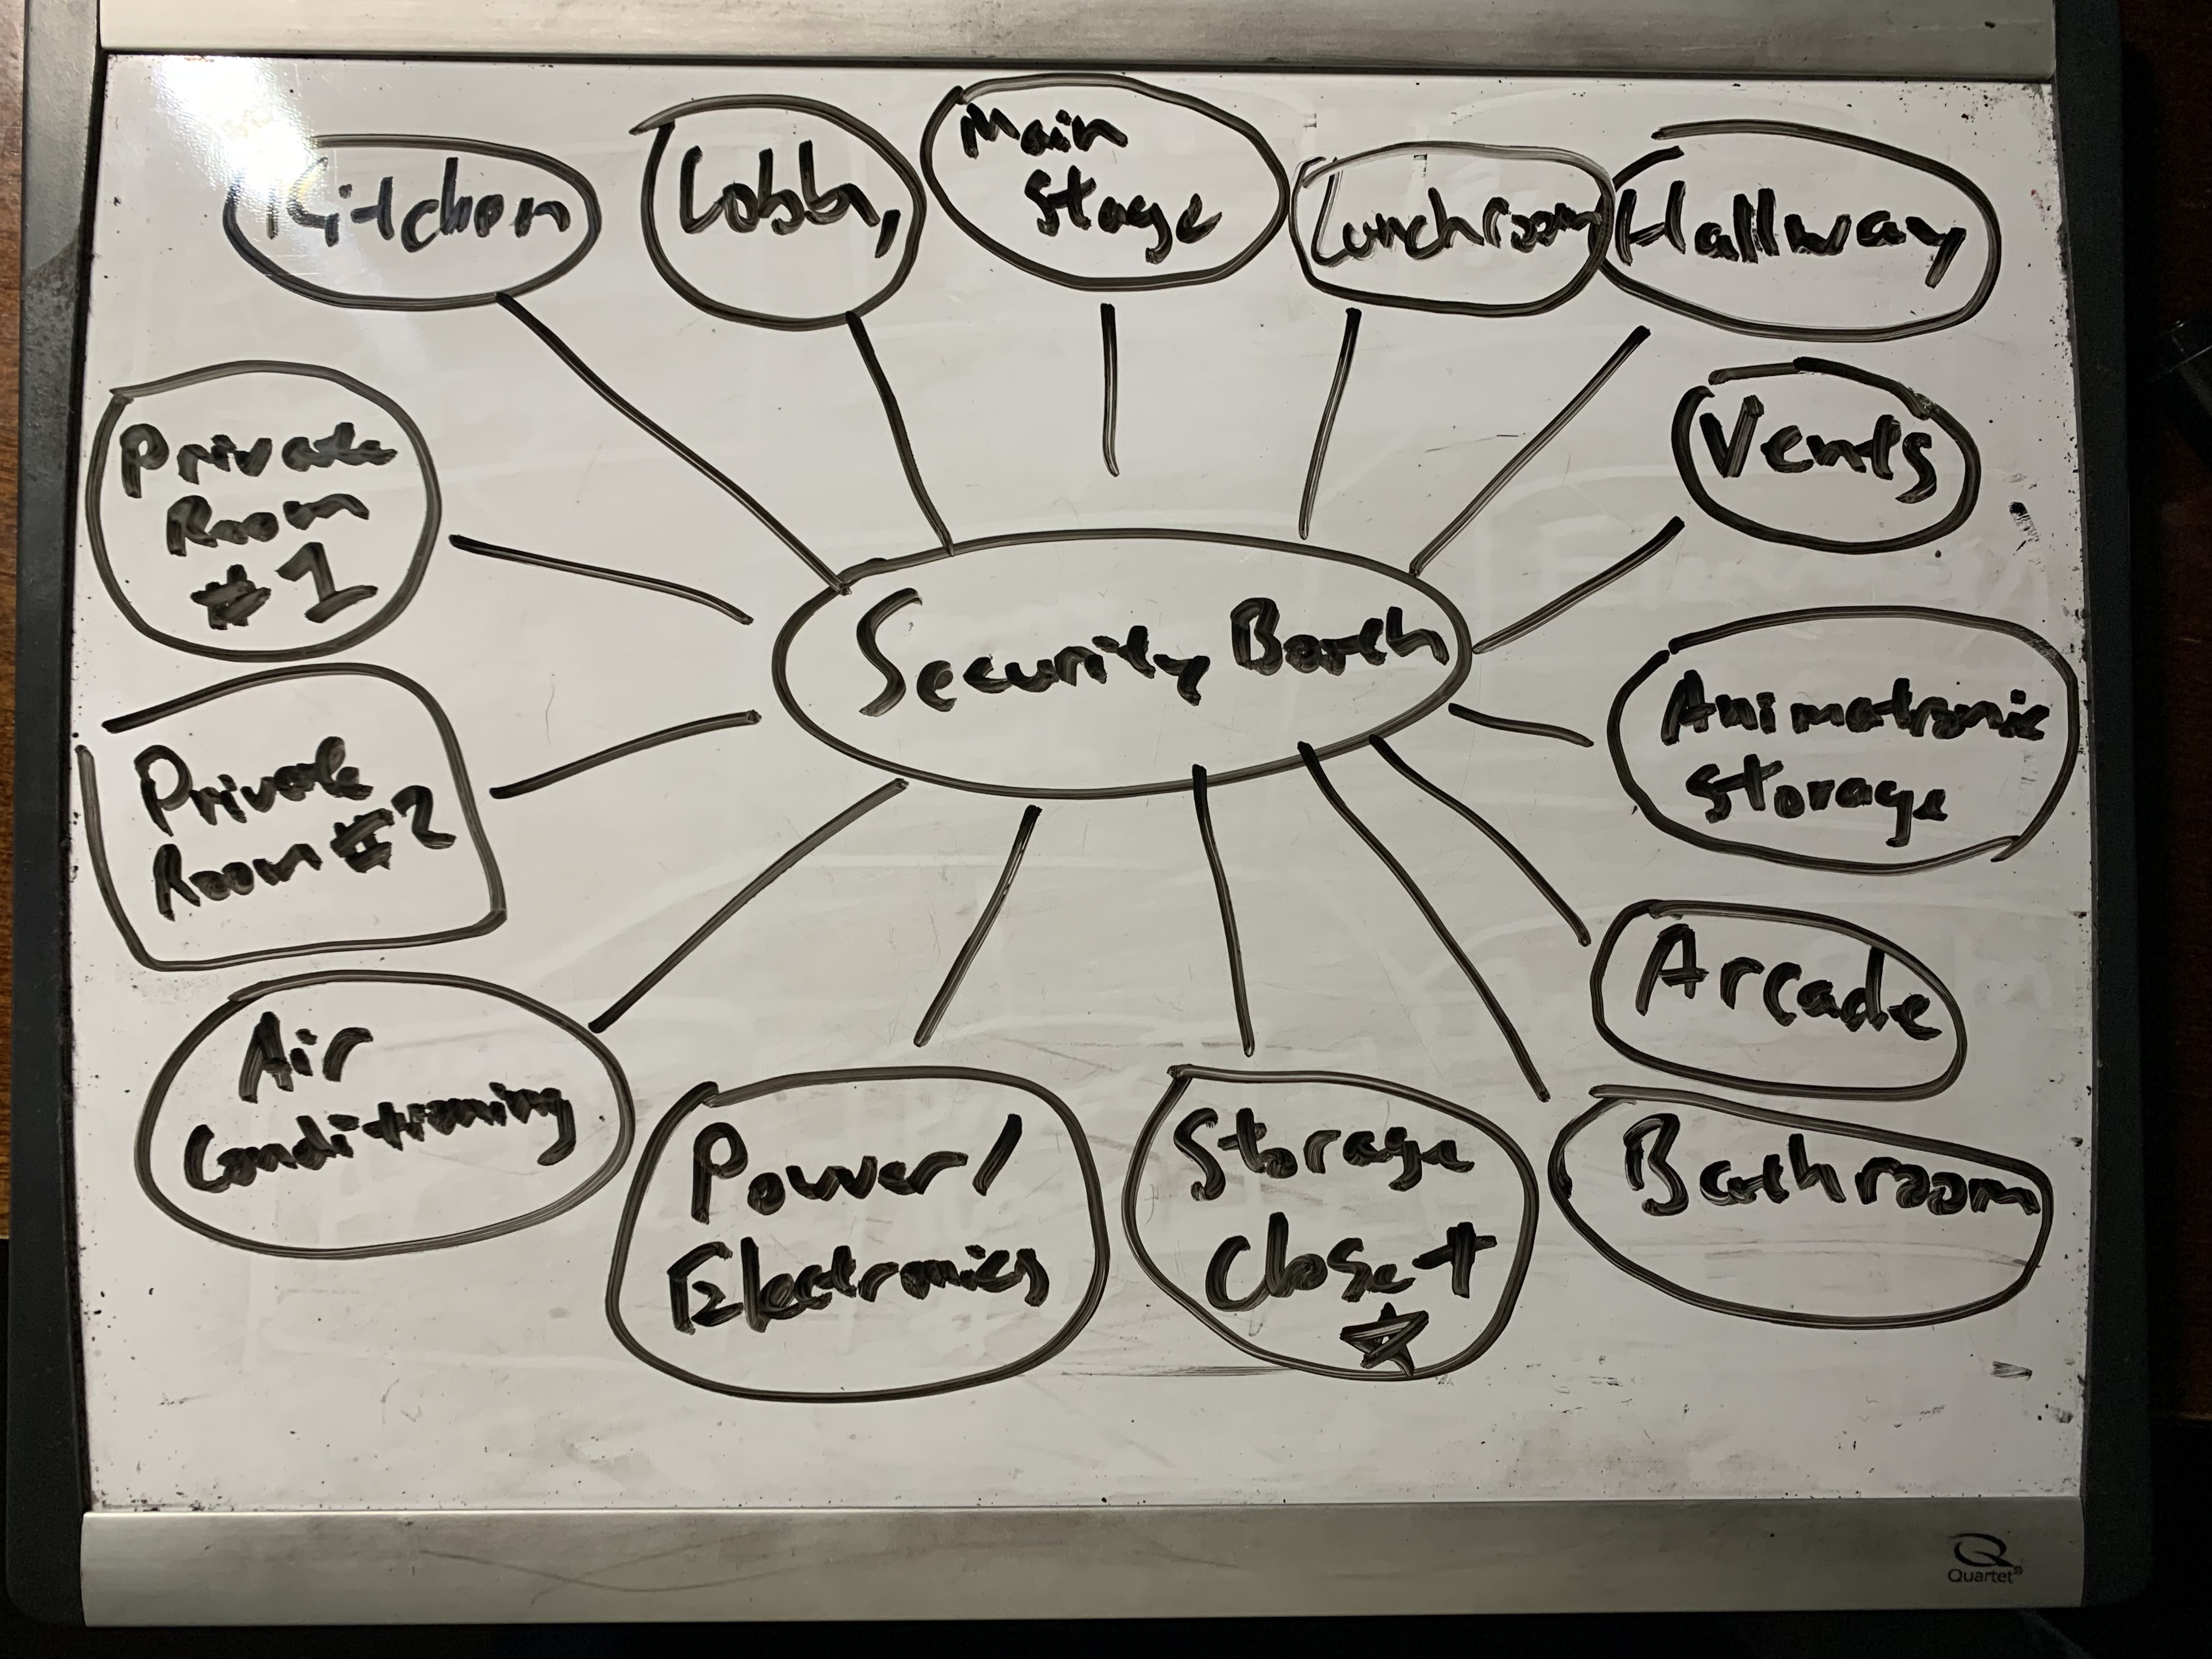 Kitchen
Lobby
Main
Stage
Lunchroom
Hallway
Vents
Private
Room
#1
Security Booth
Animatronic
Storage
Private
Room #2
Arcade
Air
Conditioning
Power/
Electronics
Storage
Closet
Bathroom
Quartet®